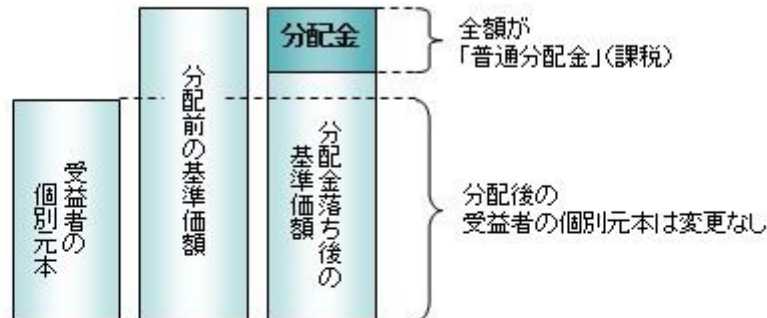 受益者の
個別元本
分配前の基準価額
分配金
分配金落ち後の
基準価額
全額が
「普通分配金」(課税)
分配後の
受益者の個別元本は変更なし